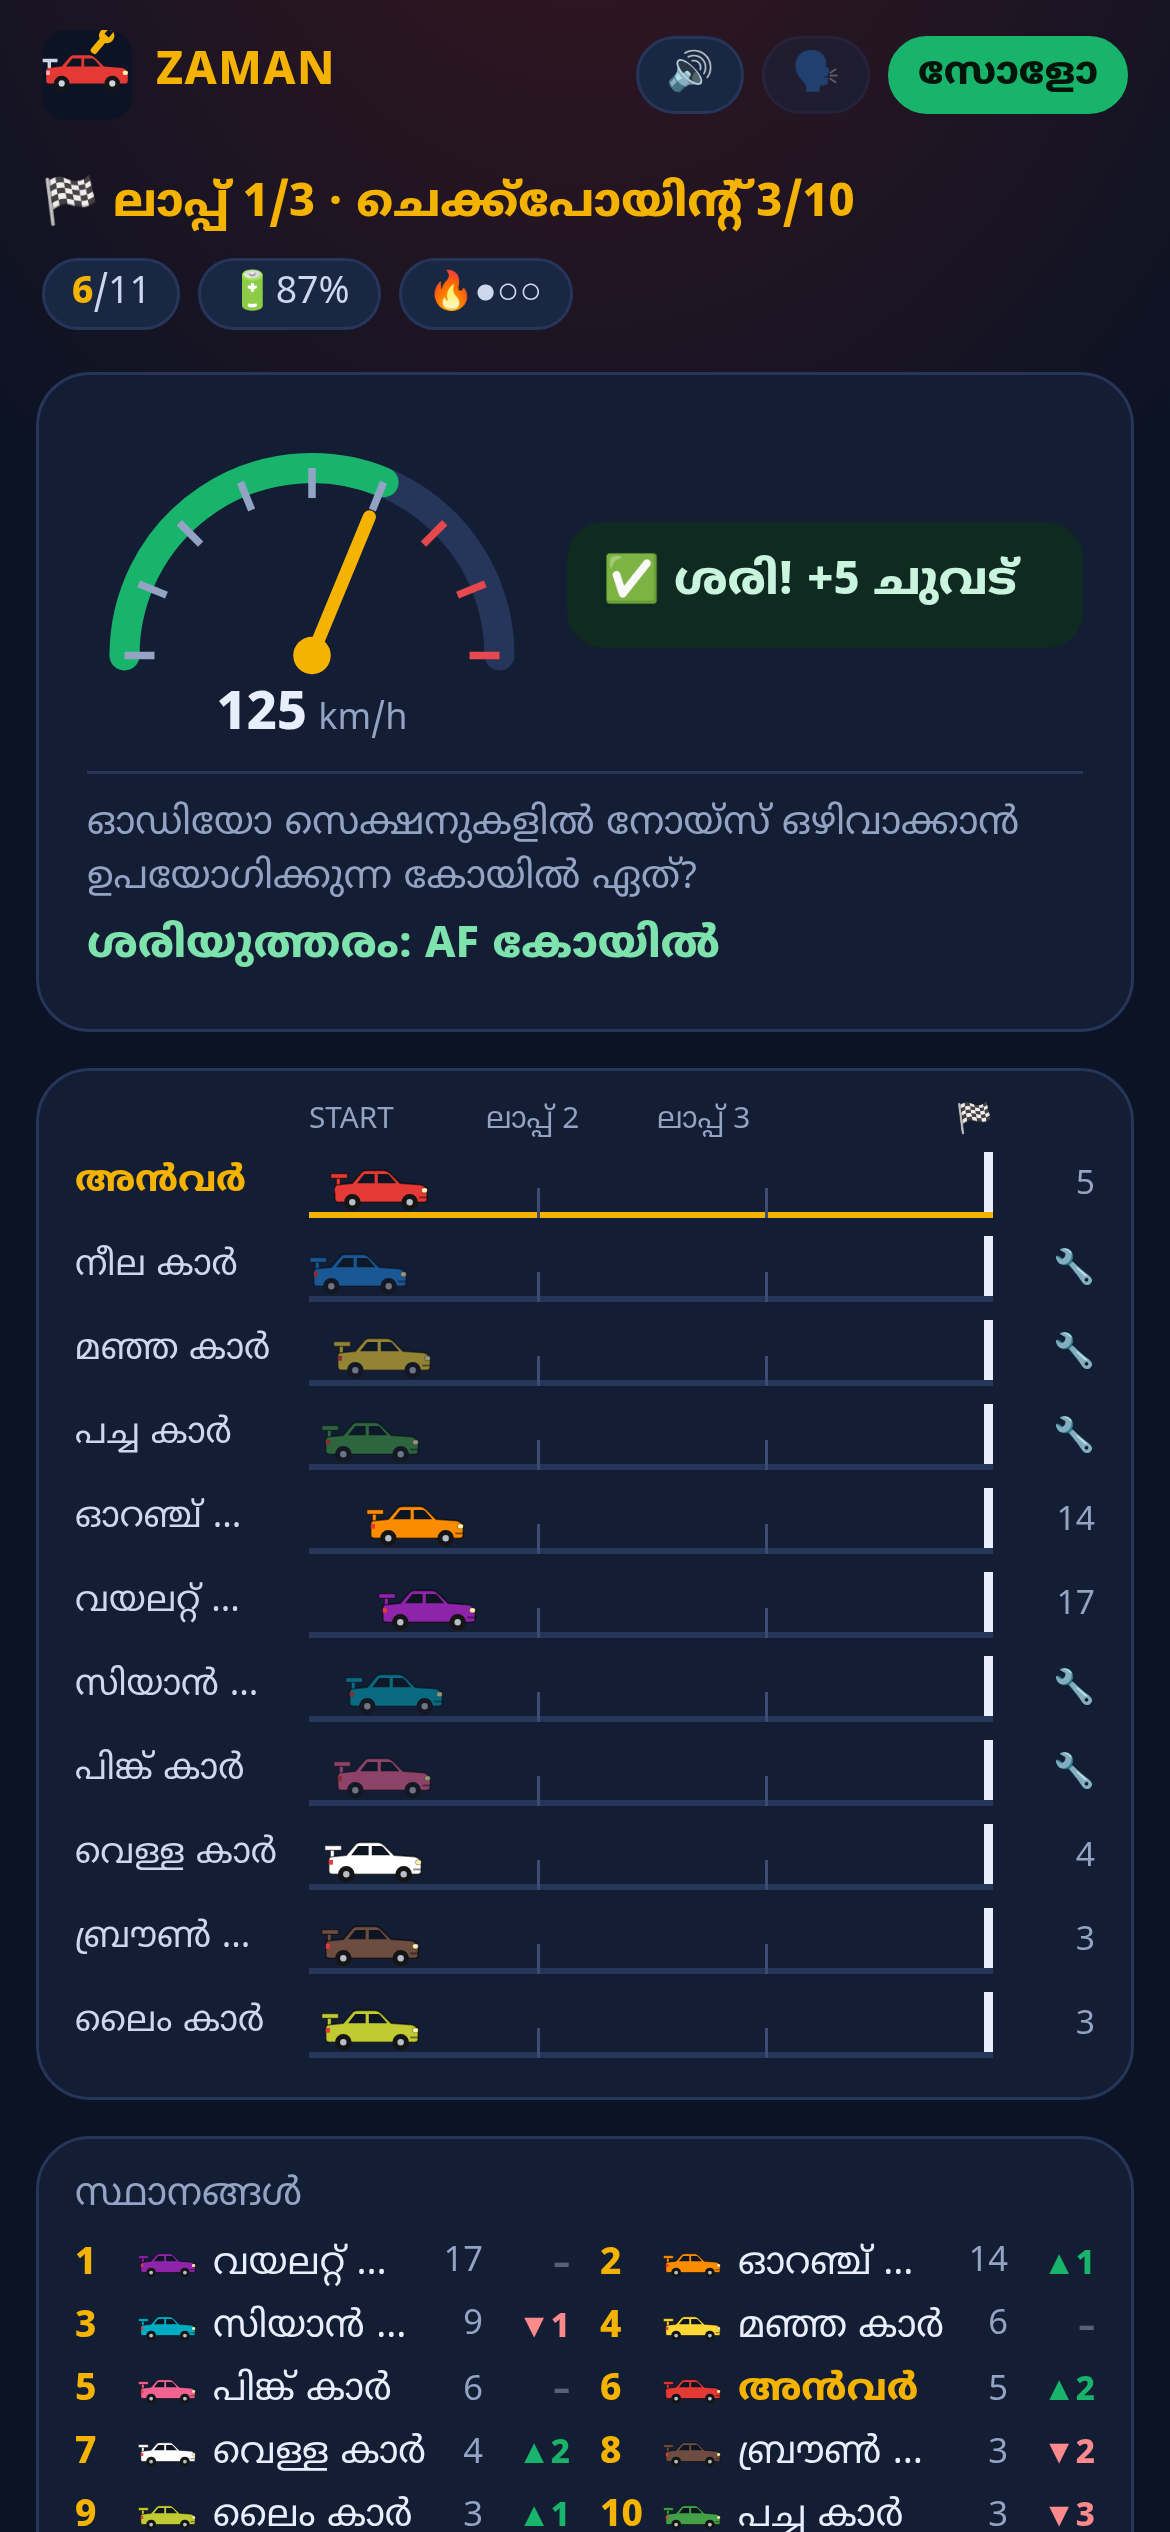 ZAMAN
സോളോ
ലാപ്പ് 1/3 · ചെക്ക്പോയിന്റ് 3/10
6/11
87%
125 km/h
ശരി! +5 ചുവട്
ഓഡിയോ സെക്ഷനുകളിൽ നോയ്സ് ഒഴിവാക്കാൻ
ഉപയോഗിക്കുന്ന കോയിൽ ഏത്?
ശരിയുത്തരം: AF കോയിൽ
START ലാപ്പ് 2 ലാപ്പ് 3
അൻവർ 5
നീല കാർ
മഞ്ഞ കാർ
പച്ച കാർ
ഓറഞ്ച് ... 14
വയലറ്റ് ... 17
സിയാൻ ...
പിങ്ക് കാർ
വെള്ള കാർ 4
ബ്രൗൺ ... 3
ലൈം കാർ 3
സ്ഥാനങ്ങൾ
1 വയലറ്റ് ... 17 – 2 ഓറഞ്ച് ... 14 ▲1
3 സിയാൻ ... 9 ▼1 4 മഞ്ഞ കാർ 6 –
5 പിങ്ക് കാർ 6 – 6 അൻവർ 5 ▲2
7 വെള്ള കാർ 4 ▲2 8 ബ്രൗൺ ... 3 ▼2
9 ലൈം കാർ 3 ▲1 10 പച്ച കാർ 3 ▼3